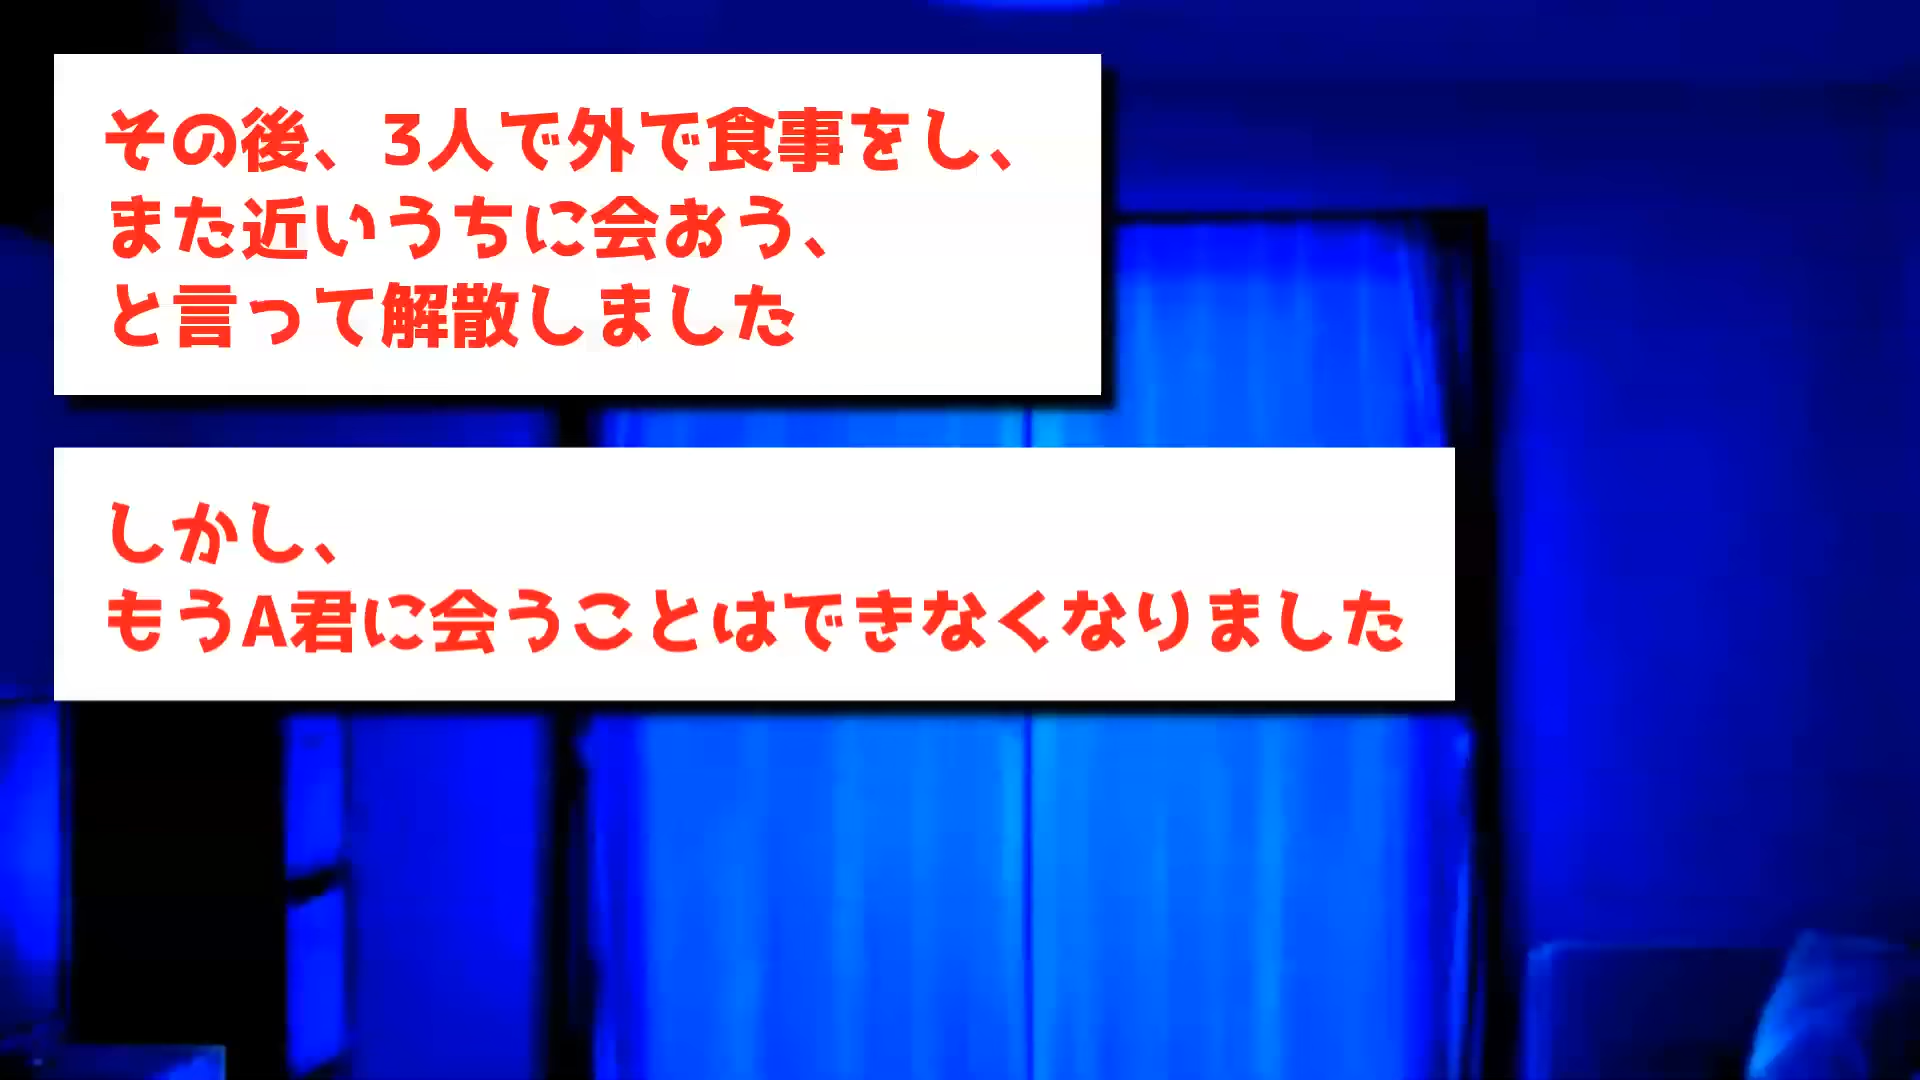 その後、3人で外で食事をし、
また近いうちに会おう、
と言って解散しました
しかし、
もうA君に会うことはできなくなりました